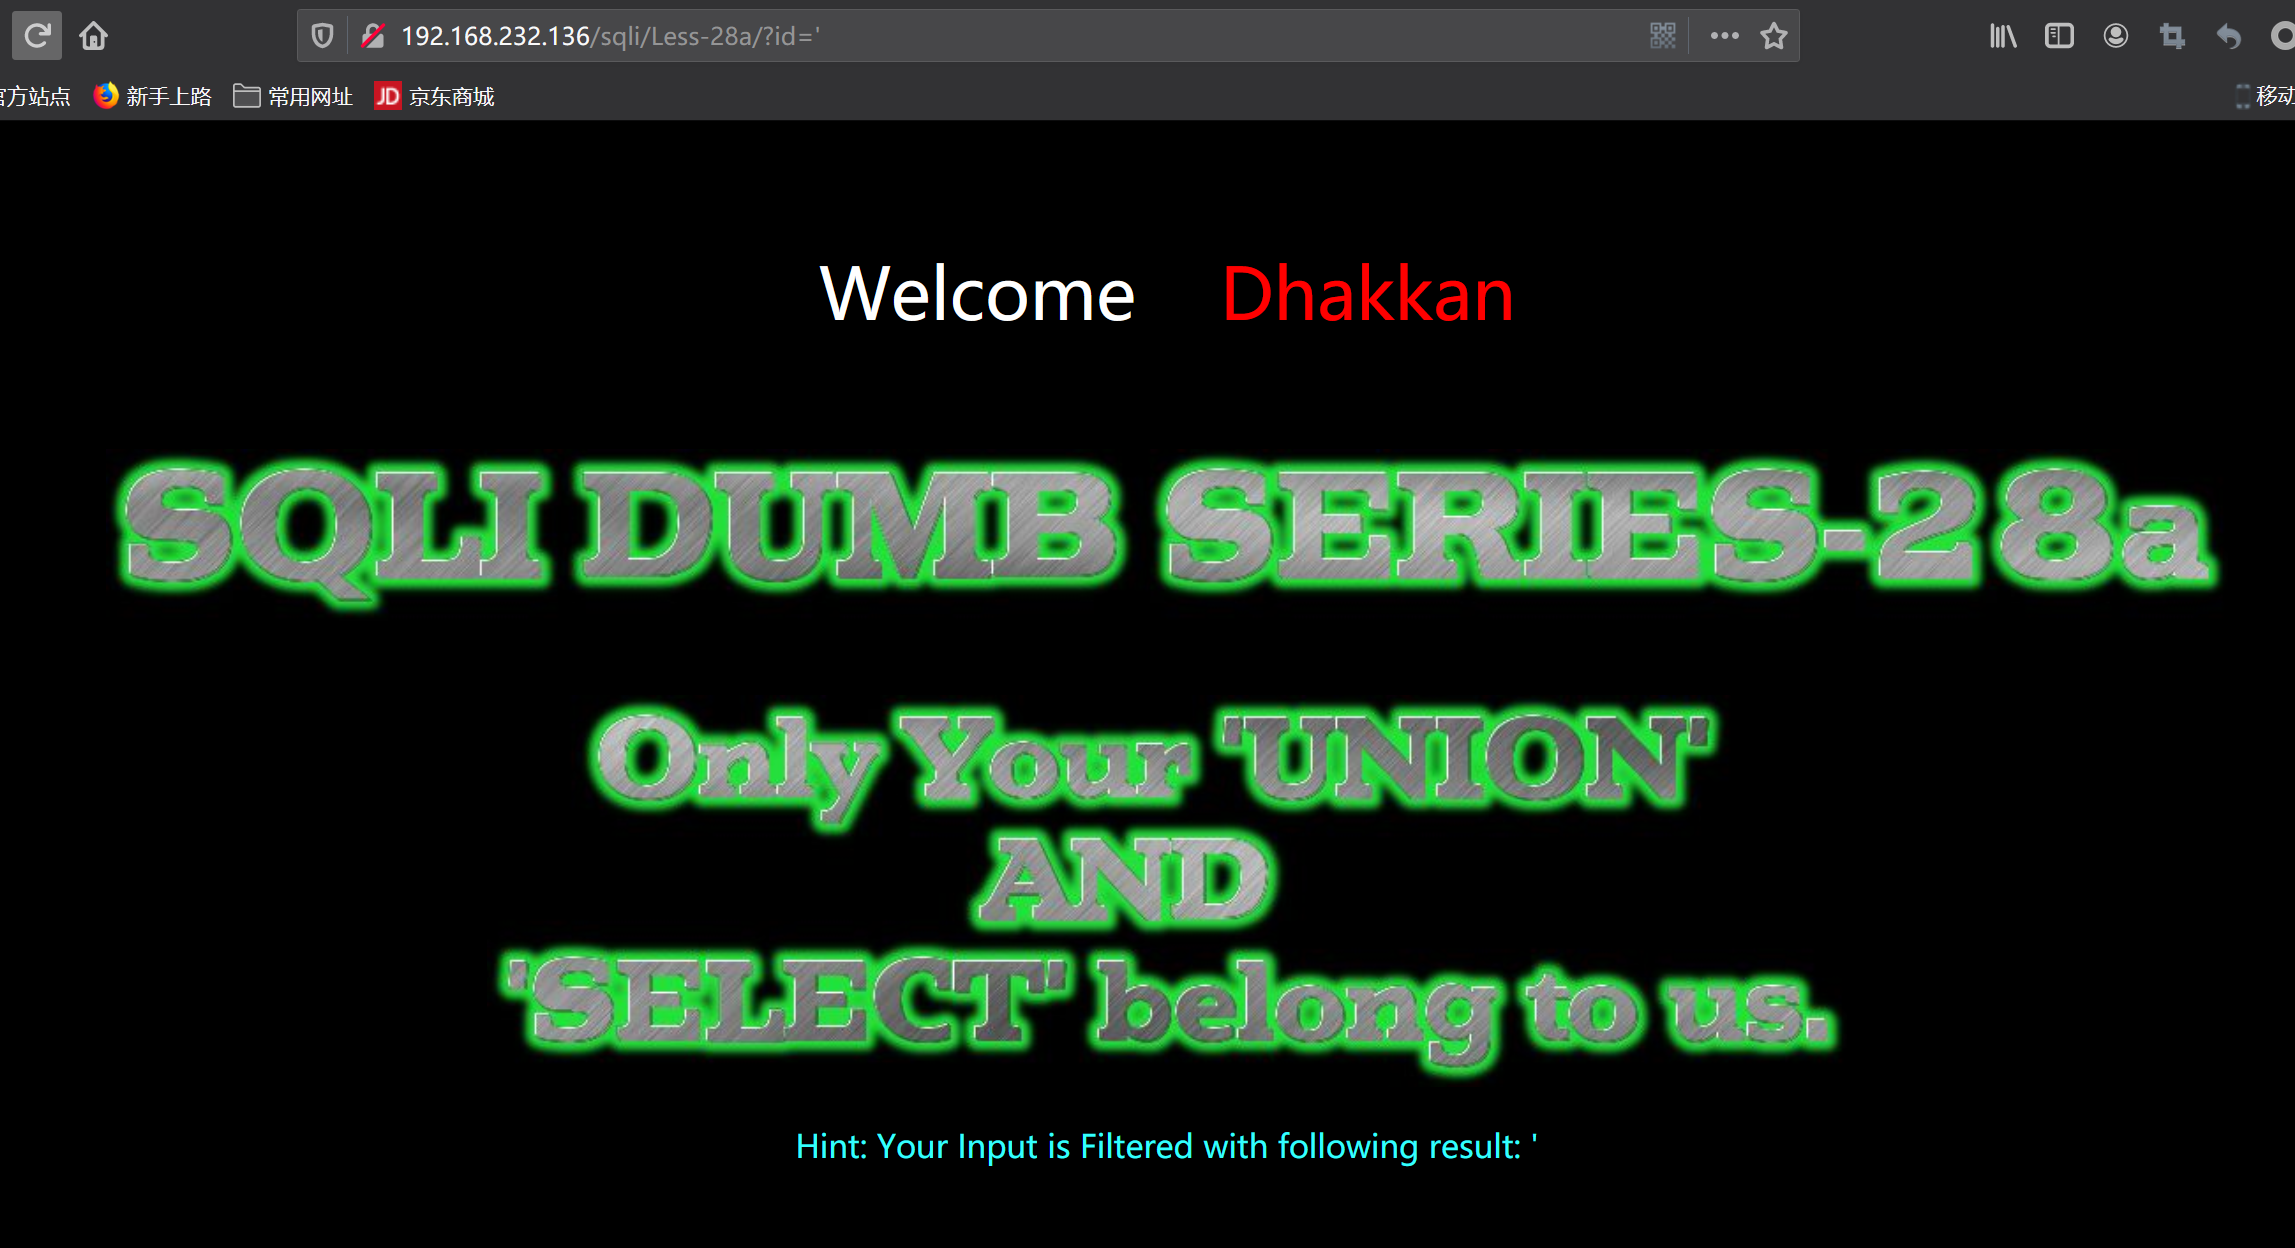 192.168.232.136/sqli/Less-28a/?id='
官方站点 新手上路 常用网址 JD 京东商城 移动
Welcome Dhakkan
SQLI DUMB SERIES-28a
Only Your 'UNION'
AND
'SELECT' belong to us.
Hint: Your Input is Filtered with following result: '